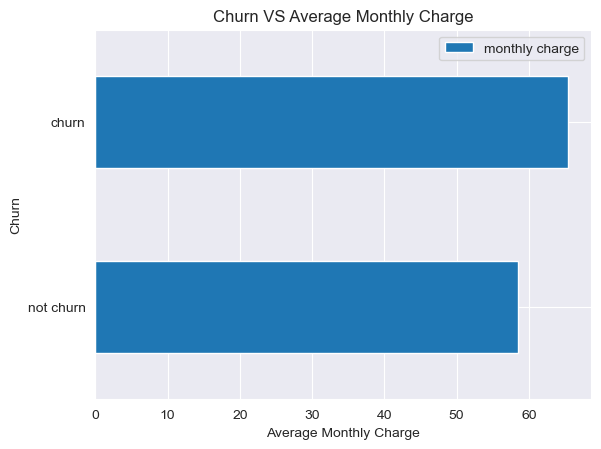 Churn VS Average Monthly Charge
monthly charge
churn
Churn
not churn
0 10 20 30 40 50 60
Average Monthly Charge